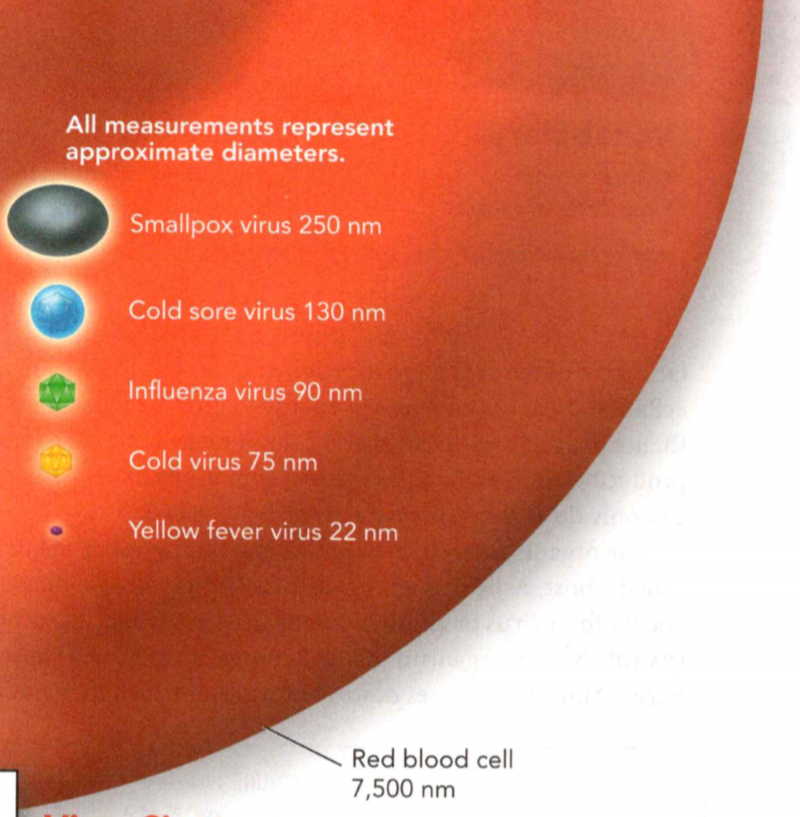 All measurements represent
approximate diameters.
Smallpox virus 250 nm
Cold sore virus 130 nm
Influenza virus 90 nm
Cold virus 75 nm
Yellow fever virus 22 nm
Red blood cell
7,500 nm